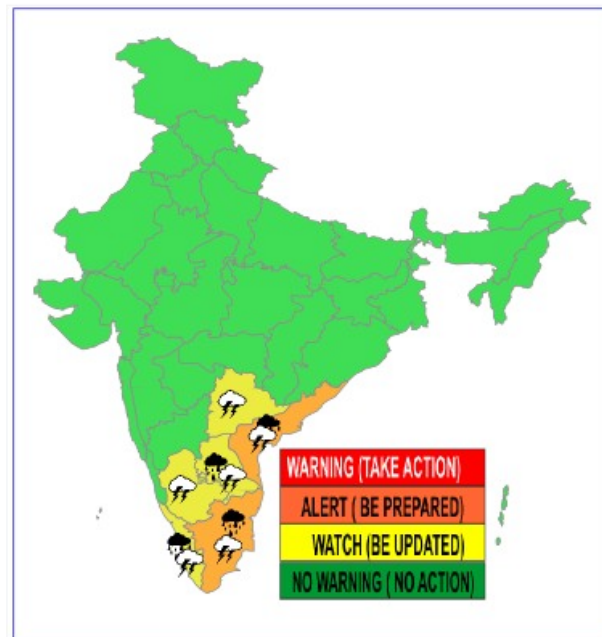 WARNING (TAKE ACTION)
ALERT ( BE PREPARED)
WATCH (BE UPDATED)
NO WARNING ( NO ACTION)